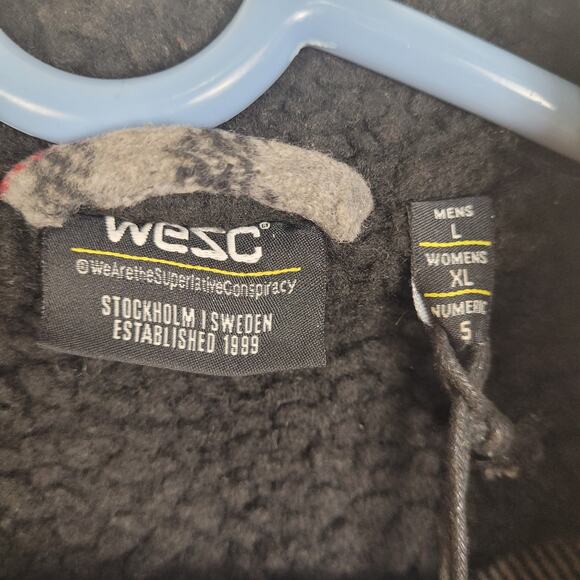 wesc®
©WeAretheSuperlativeConspiracy
STOCKHOLM | SWEDEN
ESTABLISHED 1999
MENS
L
WOMENS
XL
NUMERIC
5